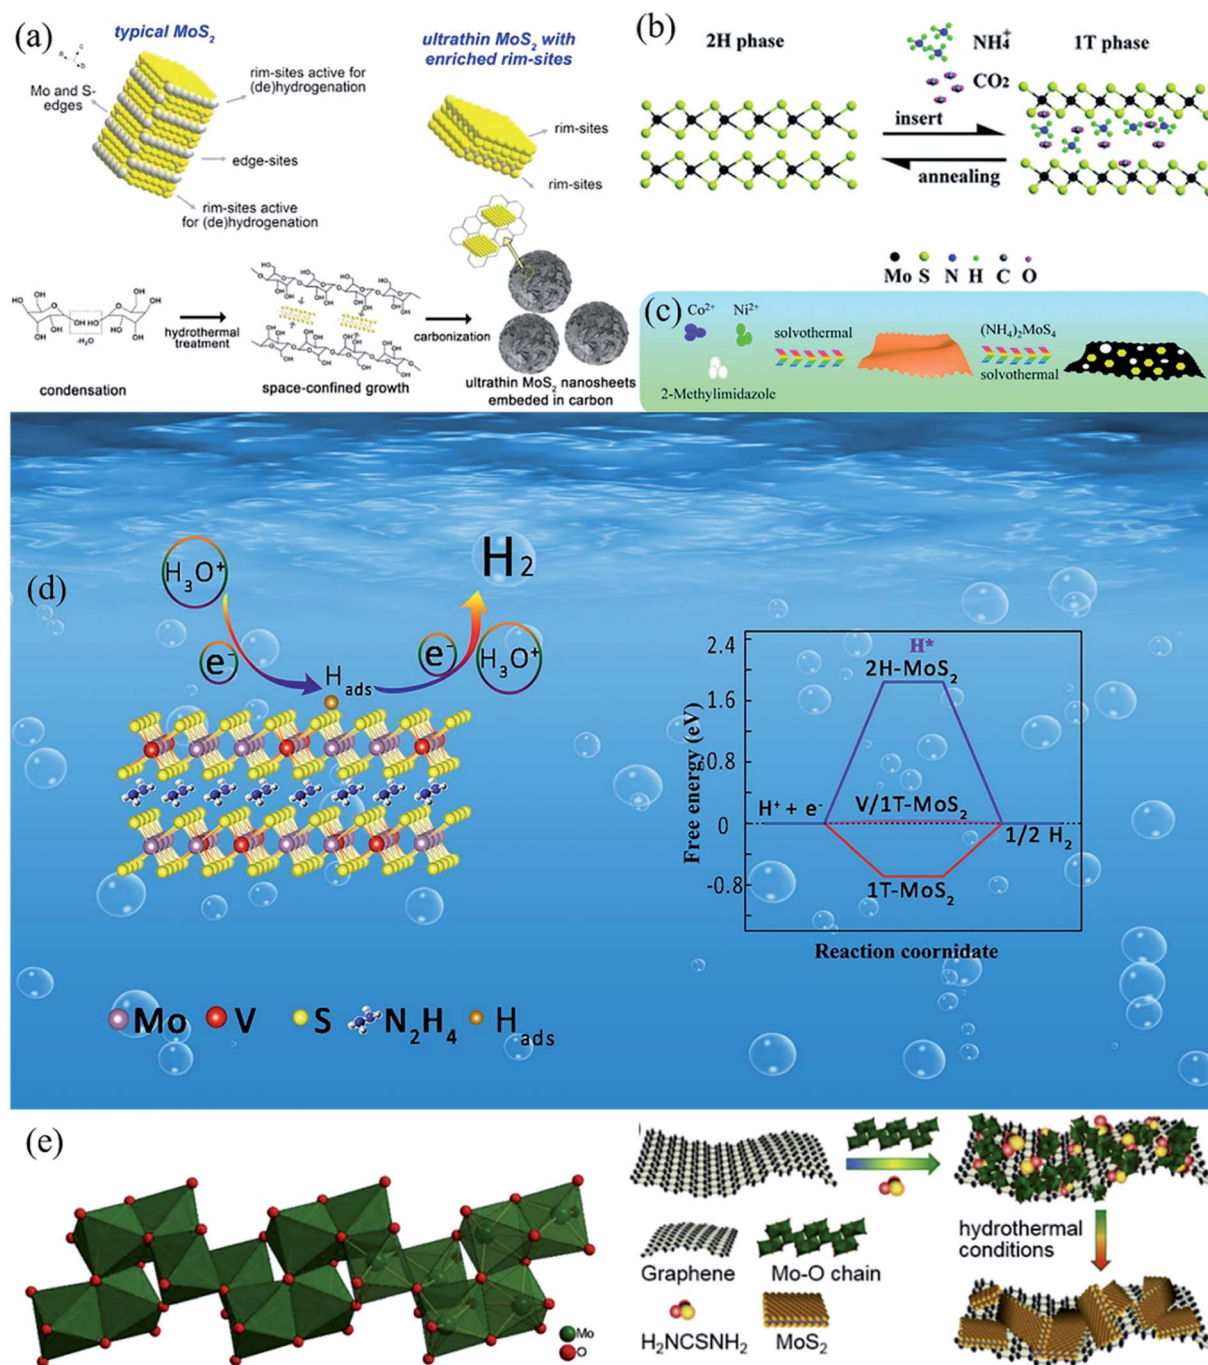 (a)
typical MoS2
a
c
b
Mo and S-
edges
rim-sites active for
(de)hydrogenation
edge-sites
rim-sites active
for (de)hydrogenation
ultrathin MoS2 with
enriched rim-sites
rim-sites
rim-sites
-H2O
condensation
hydrothermal
treatment
space-confined growth
carbonization
ultrathin MoS2 nanosheets
embeded in carbon
(b)
2H phase
NH4+
CO2
1T phase
insert
annealing
Mo S N H C O
(c)
Co2+
Ni2+
2-Methylimidazole
solvothermal
(NH4)2MoS4
solvothermal
(d)
H3O+
e-
H ads
e-
H3O+
H2
Mo V S N2H4 H ads
Free energy (eV)
2.4
1.6
0.8
0
-0.8
H*
2H-MoS2
H+ + e-
V/1T-MoS2
1/2 H2
1T-MoS2
Reaction coornidate
(e)
Mo
O
Graphene
Mo-O chain
H2NCSNH2
MoS2
hydrothermal
conditions